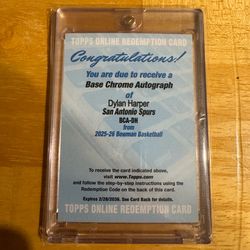 TOPPS ONLINE REDEMPTION CARD
Congratulations!
You are due to receive a
Base Chrome Autograph
of
Dylan Harper
San Antonio Spurs
BCA-DH
from
2025-26 Bowman Basketball
To receive the card indicated above,
visit www.Topps.com
and follow the step-by-step instructions using the
Redemption Code on the back of this card.
Expires 2/28/2036. See Card Back for details.
TOPPS ONLINE REDEMPTION CARD